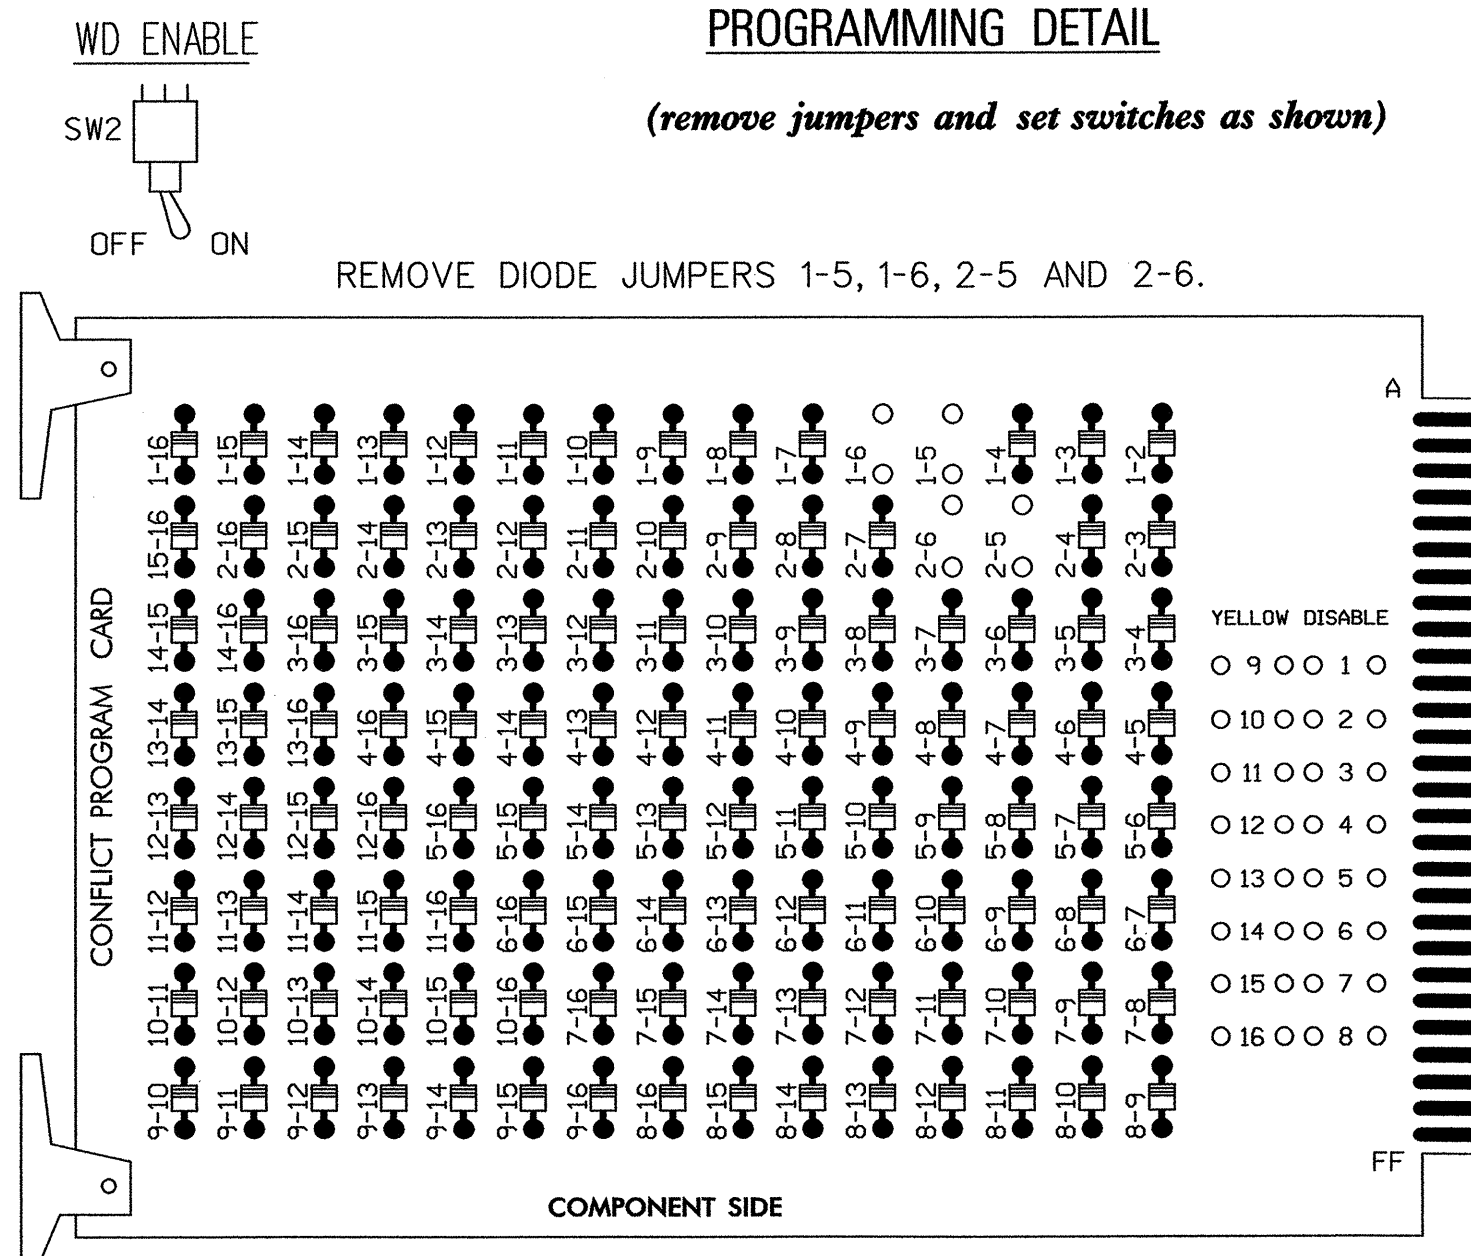 WD ENABLE
PROGRAMMING DETAIL
SW2
(remove jumpers and set switches as shown)
OFF ON
REMOVE DIODE JUMPERS 1-5, 1-6, 2-5 AND 2-6.
A
1-16 1-15 1-14 1-13 1-12 1-11 1-10 1-9 1-8 1-7 1-6 1-5 1-4 1-3 1-2
15-16 2-16 2-15 2-14 2-13 2-12 2-11 2-10 2-9 2-8 2-7 2-6 2-5 2-4 2-3
14-15 14-16 3-16 3-15 3-14 3-13 3-12 3-11 3-10 3-9 3-8 3-7 3-6 3-5 3-4
13-14 13-15 13-16 4-16 4-15 4-14 4-13 4-12 4-11 4-10 4-9 4-8 4-7 4-6 4-5
12-13 12-14 12-15 12-16 5-16 5-15 5-14 5-13 5-12 5-11 5-10 5-9 5-8 5-7 5-6
11-12 11-13 11-14 11-15 11-16 6-16 6-15 6-14 6-13 6-12 6-11 6-10 6-9 6-8 6-7
10-11 10-12 10-13 10-14 10-15 10-16 7-16 7-15 7-14 7-13 7-12 7-11 7-10 7-9 7-8
9-10 9-11 9-12 9-13 9-14 9-15 9-16 8-16 8-15 8-14 8-13 8-12 8-11 8-10 8-9
CONFLICT PROGRAM CARD
YELLOW DISABLE
9 1
10 2
11 3
12 4
13 5
14 6
15 7
16 8
FF
COMPONENT SIDE